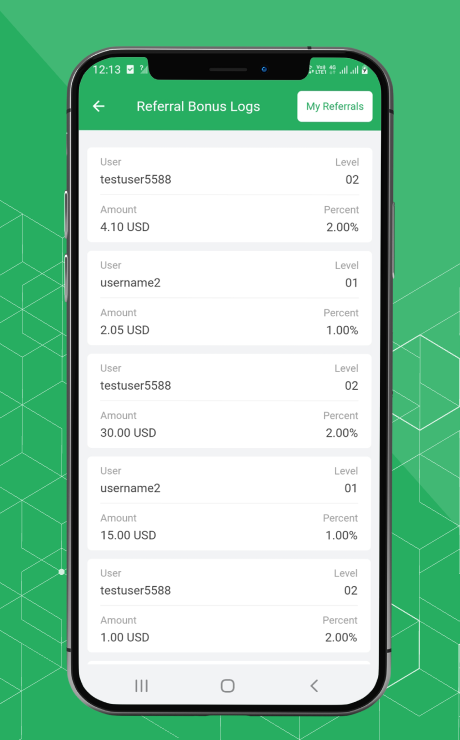 12:13
Referral Bonus Logs My Referrals
User Level
testuser5588 02
Amount Percent
4.10 USD 2.00%
User Level
username2 01
Amount Percent
2.05 USD 1.00%
User Level
testuser5588 02
Amount Percent
30.00 USD 2.00%
User Level
username2 01
Amount Percent
15.00 USD 1.00%
User Level
testuser5588 02
Amount Percent
1.00 USD 2.00%